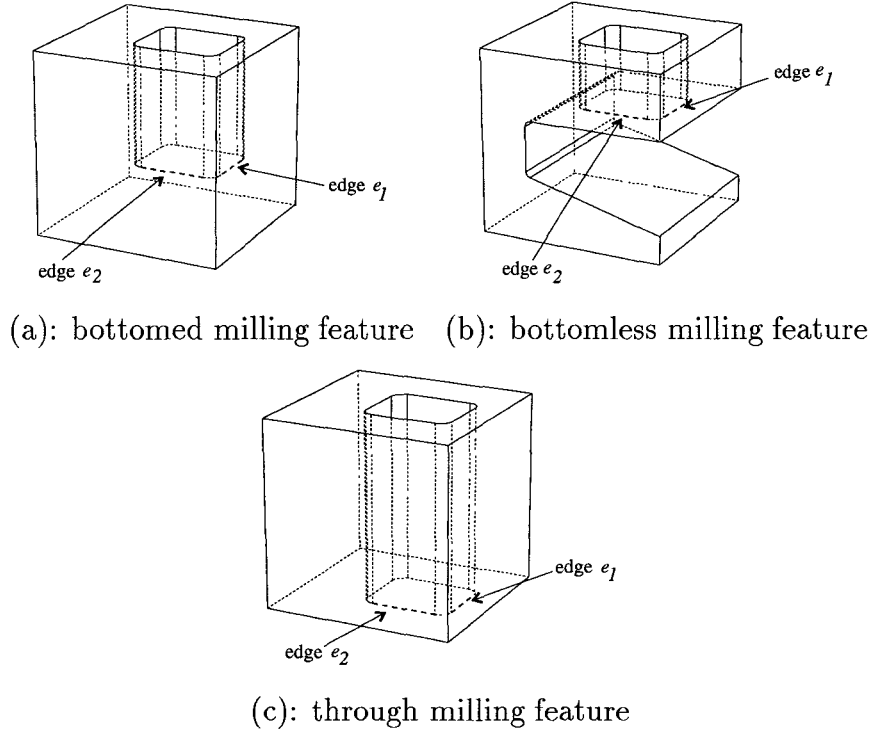 edge e1
edge e1
edge e2
edge e2
(a): bottomed milling feature (b): bottomless milling feature
edge e1
edge e2
(c): through milling feature